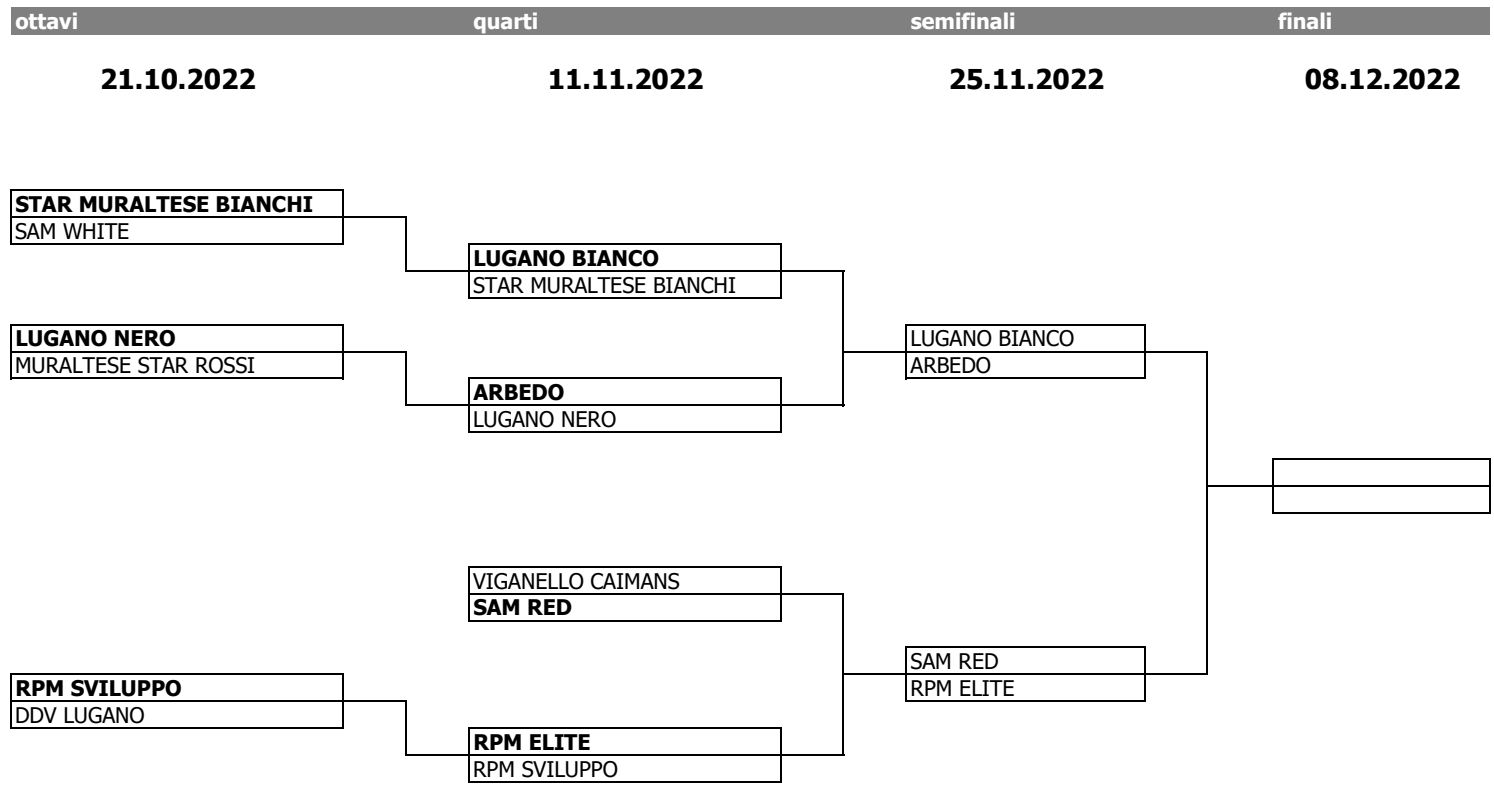 ottavi quarti semifinali finali
21.10.2022 11.11.2022 25.11.2022 08.12.2022
STAR MURALTESE BIANCHI
SAM WHITE
LUGANO BIANCO
STAR MURALTESE BIANCHI
LUGANO NERO
MURALTESE STAR ROSSI
LUGANO BIANCO
ARBEDO
ARBEDO
LUGANO NERO
VIGANELLO CAIMANS
SAM RED
SAM RED
RPM ELITE
RPM SVILUPPO
DDV LUGANO
RPM ELITE
RPM SVILUPPO